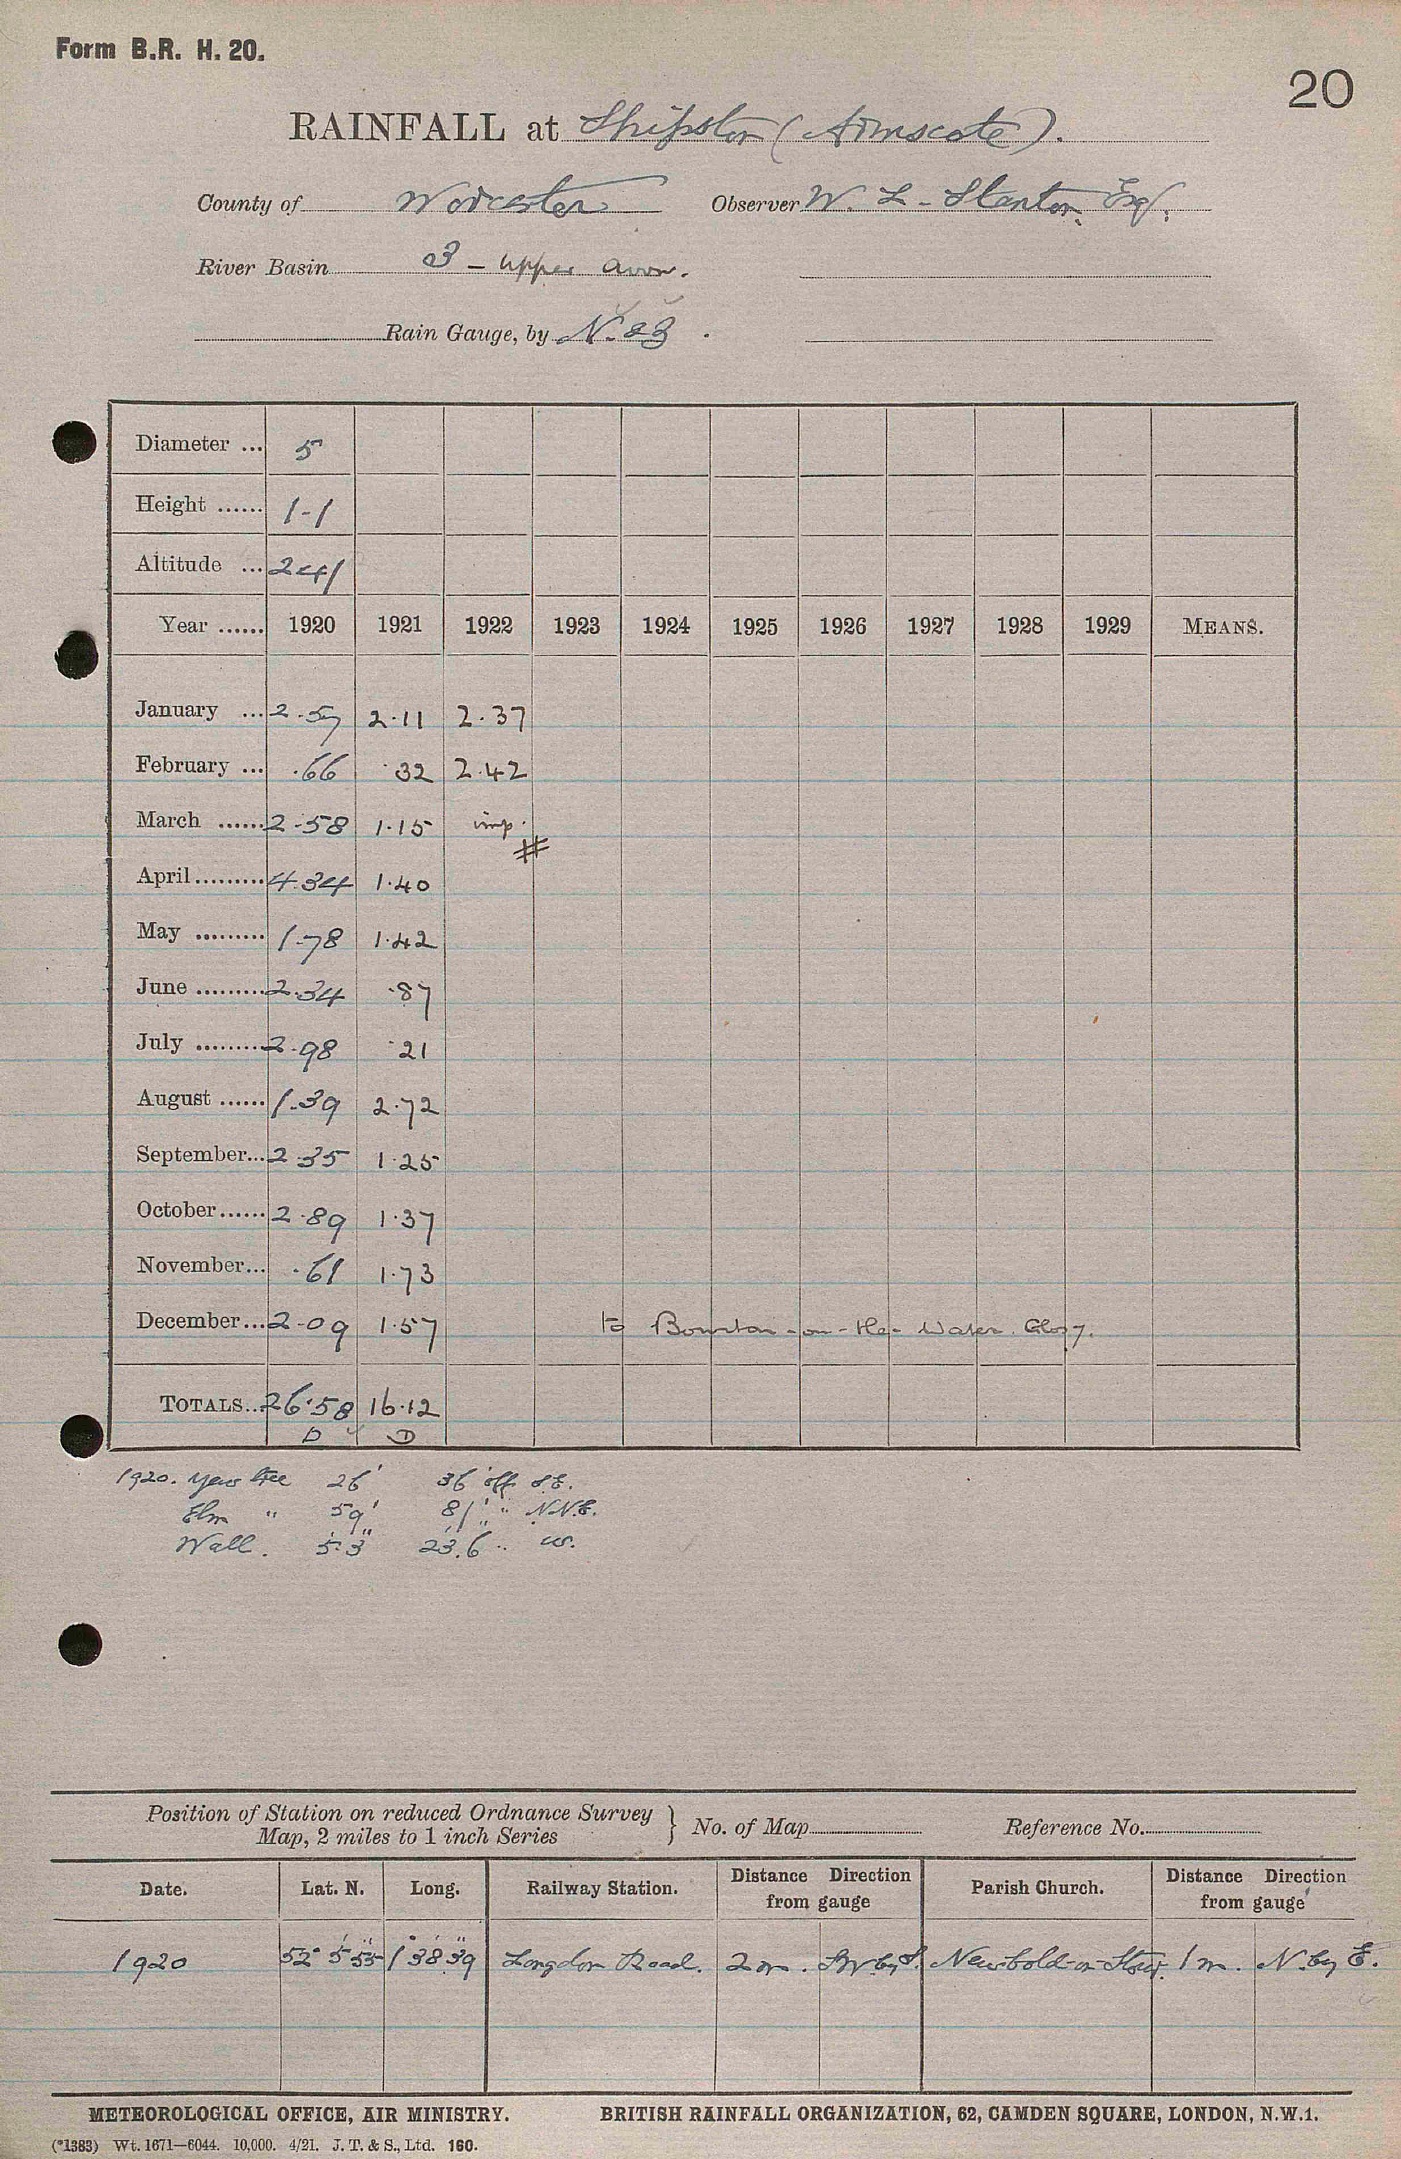 Form B.R. H. 20.
20
RAINFALL at Shipston (Armscote).
County of Worcester Observer W. L. Stanton, Esq.
River Basin 3 - Upper Avon.
Rain Gauge, by N. & Z.
Diameter ... 5
Height ...... 1-1
Altitude ... 241
Year ...... 1920 1921 1922 1923 1924 1925 1926 1927 1928 1929 MEANS.
January ... 2.57 2.11 2.37
February ... .66 .32 2.42
March ...... 2.58 1.15 imp.
#
April ......... 4.34 1.40
May ......... 1.78 1.42
June ......... 2.34 .87
July ......... 2.98 .21
August ...... 1.39 2.72
September... 2.35 1.25
October ...... 2.89 1.37
November... .61 1.73
December... 2.09 1.57 to Bourton-on-the-Water. Glos.
TOTALS... 26.58 16.12
D D
1920. Yew tree 26' 36' off S.E.
Elm " 59' 81' " N.N.E.
Wall. 5' 3" 23' 6" " W.
Position of Station on reduced Ordnance Survey Map, 2 miles to 1 inch Series } No. of Map Reference No.
Date. Lat. N. Long. Railway Station. Distance Direction from gauge Parish Church. Distance Direction from gauge
1920 52° 5' 55" 1° 38' 39" Longdon Road. 2 m. SW by S. Newbold-on-Stour. 1 m. N. by E.
METEOROLOGICAL OFFICE, AIR MINISTRY. BRITISH RAINFALL ORGANIZATION, 62, CAMDEN SQUARE, LONDON, N.W.1.
(*1383) Wt. 1671—6044. 10,000. 4/21. J. T. & S., Ltd. 160.